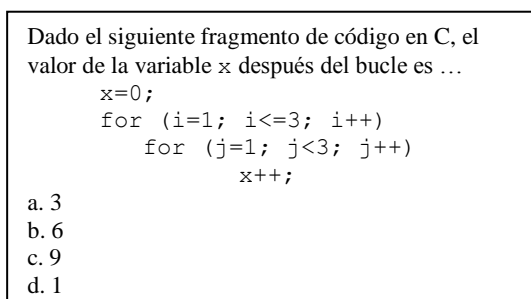 Dado el siguiente fragmento de código en C, el
valor de la variable x después del bucle es …
x=0;
for (i=1; i<=3; i++)
for (j=1; j<3; j++)
x++;
a. 3
b. 6
c. 9
d. 1